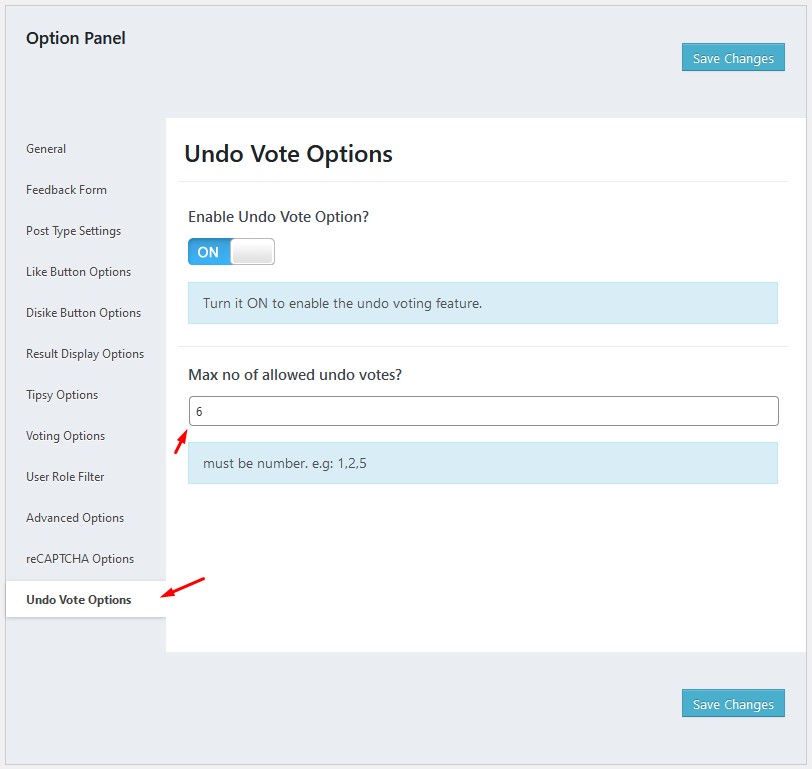 Option Panel
Save Changes
General
Feedback Form
Post Type Settings
Like Button Options
Disike Button Options
Result Display Options
Tipsy Options
Voting Options
User Role Filter
Advanced Options
reCAPTCHA Options
Undo Vote Options
Undo Vote Options
Enable Undo Vote Option?
ON
Turn it ON to enable the undo voting feature.
Max no of allowed undo votes?
6
must be number. e.g: 1,2,5
Save Changes